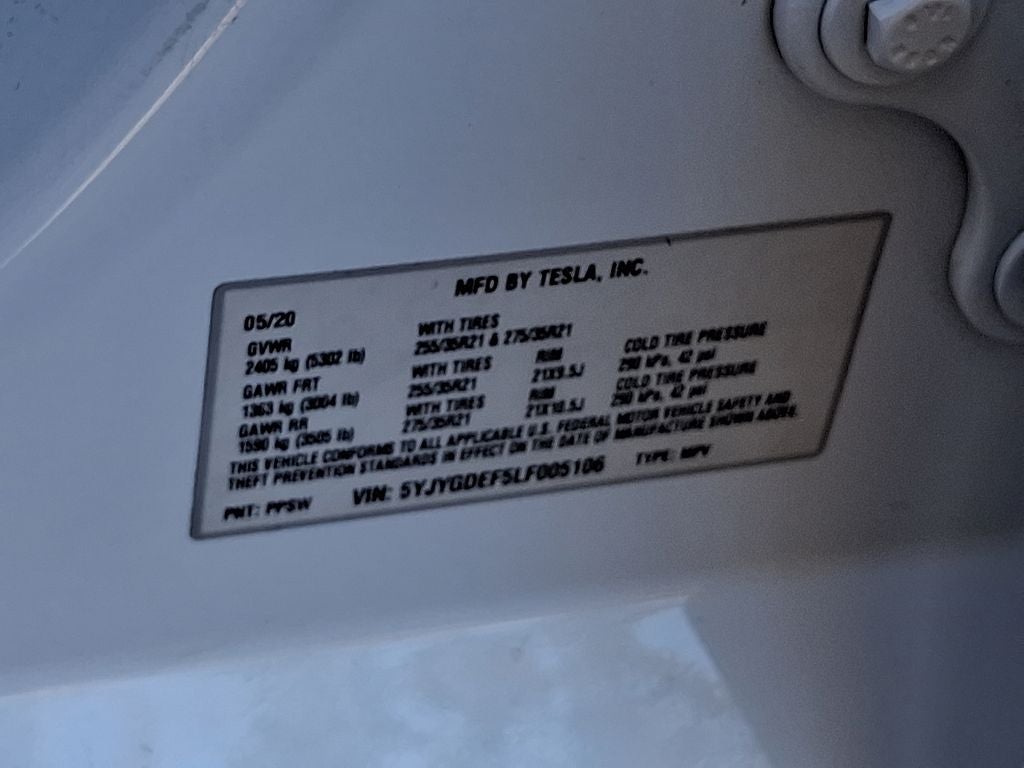 MFD BY TESLA, INC.
05/20
GVWR WITH TIRES
2405 kg (5302 lb) 255/35R21 & 275/35R21
GAWR FRT WITH TIRES RIM COLD TIRE PRESSURE
1363 kg (3004 lb) 255/35R21 21X9.5J 290 kPa, 42 psi
GAWR RR WITH TIRES RIM COLD TIRE PRESSURE
1590 kg (3505 lb) 275/35R21 21X10.5J 290 kPa, 42 psi
THIS VEHICLE CONFORMS TO ALL APPLICABLE U.S. FEDERAL MOTOR VEHICLE SAFETY AND
THEFT PREVENTION STANDARDS IN EFFECT ON THE DATE OF MANUFACTURE SHOWN ABOVE.
PNT: PPSW VIN: 5YJYGDEF5LF005106 TYPE: MPV